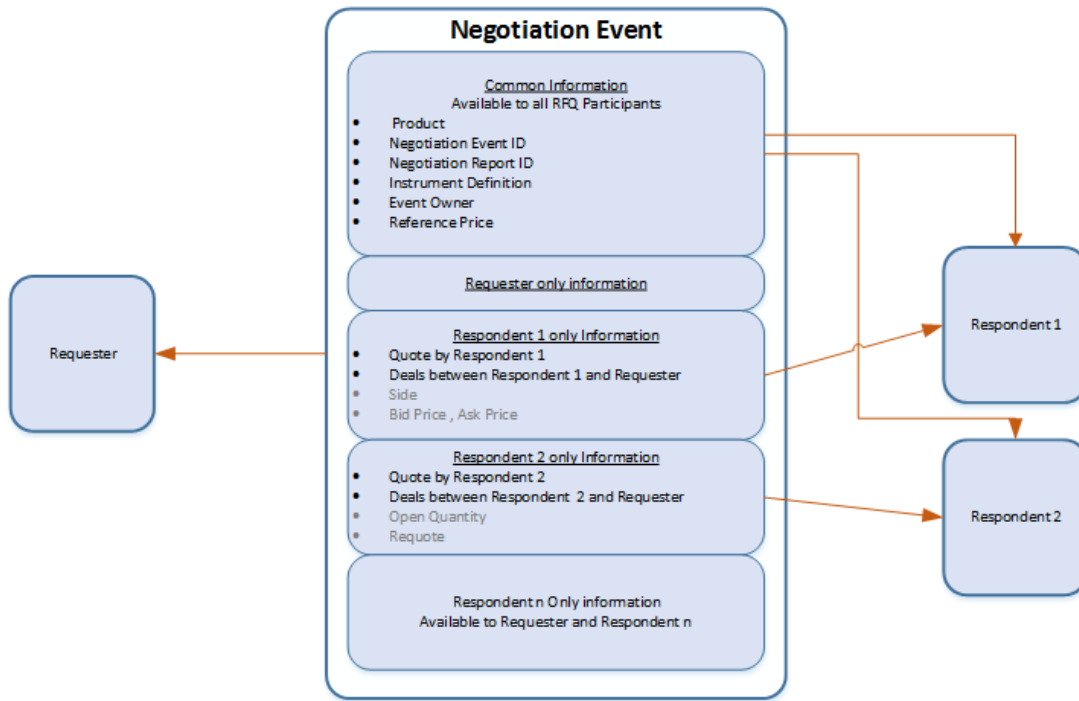 Negotiation Event
Common Information
Available to all RFQ Participants
• Product
• Negotiation Event ID
• Negotiation Report ID
• Instrument Definition
• Event Owner
• Reference Price
Requester only information
Respondent 1 only Information
• Quote by Respondent 1
• Deals between Respondent 1 and Requester
• Side
• Bid Price , Ask Price
Respondent 2 only Information
• Quote by Respondent 2
• Deals between Respondent 2 and Requester
• Open Quantity
• Requote
Respondent n Only information
Available to Requester and Respondent n
Requester
Respondent 1
Respondent 2